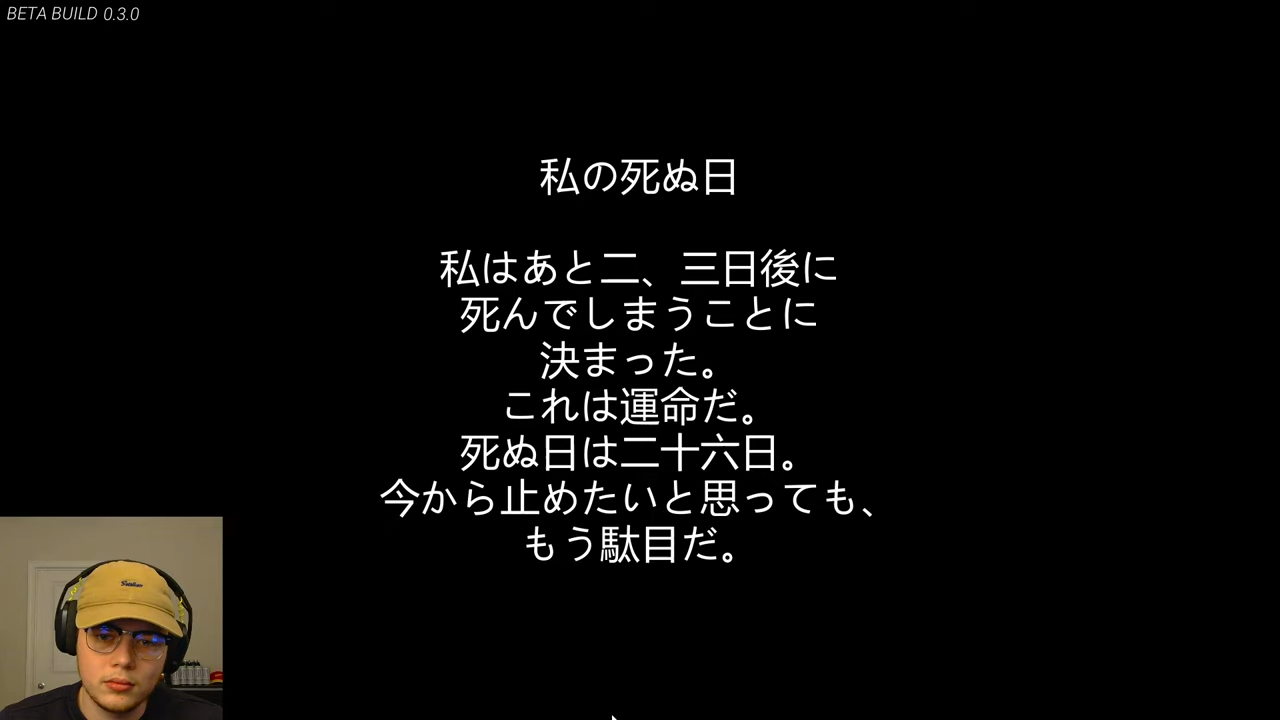 BETA BUILD 0.3.0
私の死ぬ日
私はあと二、三日後に
死んでしまうことに
決まった。
これは運命だ。
死ぬ日は二十六日。
今から止めたいと思っても、
もう駄目だ。